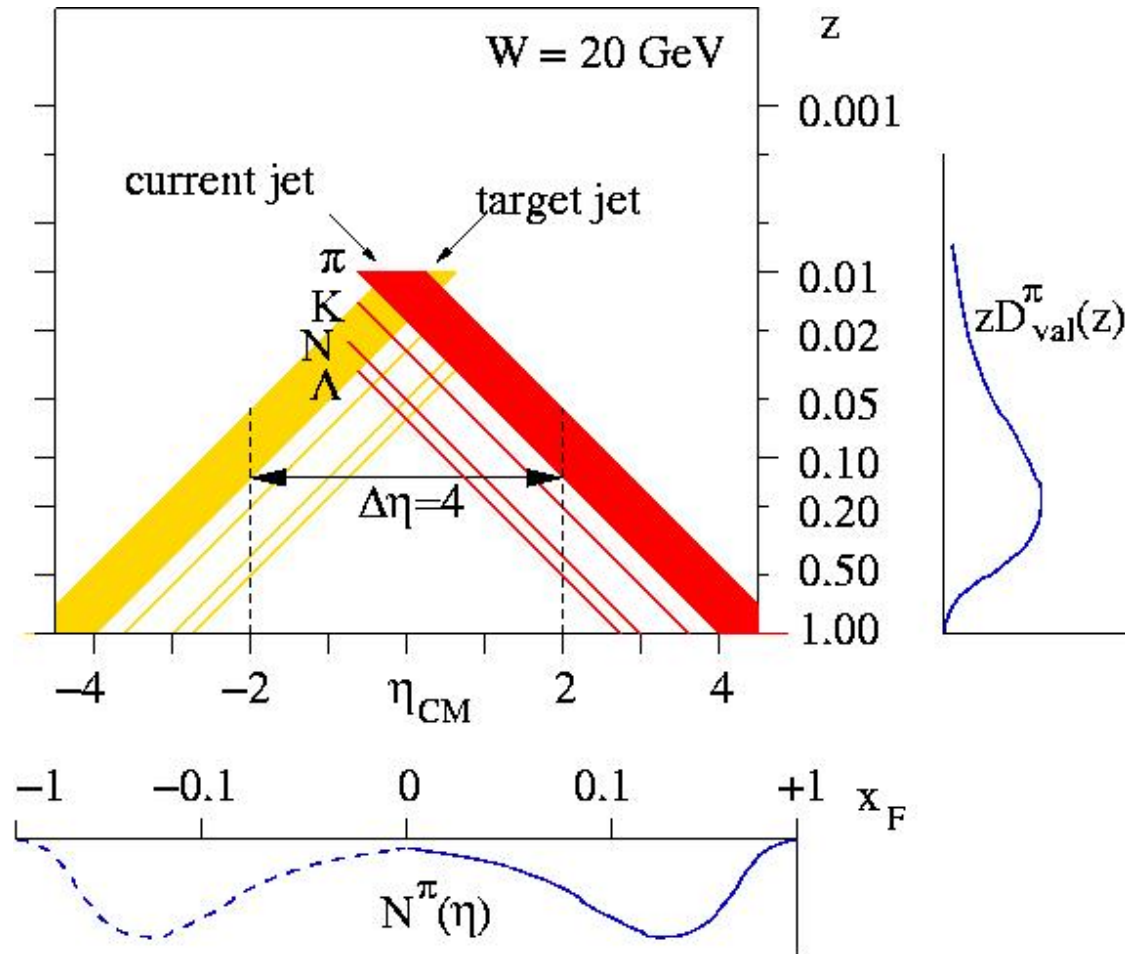 W = 20 GeV
z
0.001
current jet
target jet
π
0.01
K
zD^π_val(z)
N
0.02
Λ
0.05
0.10
Δη=4
0.20
0.50
1.00
−4 −2 η_CM 2 4
−1 −0.1 0 0.1 +1 x_F
N^π(η)